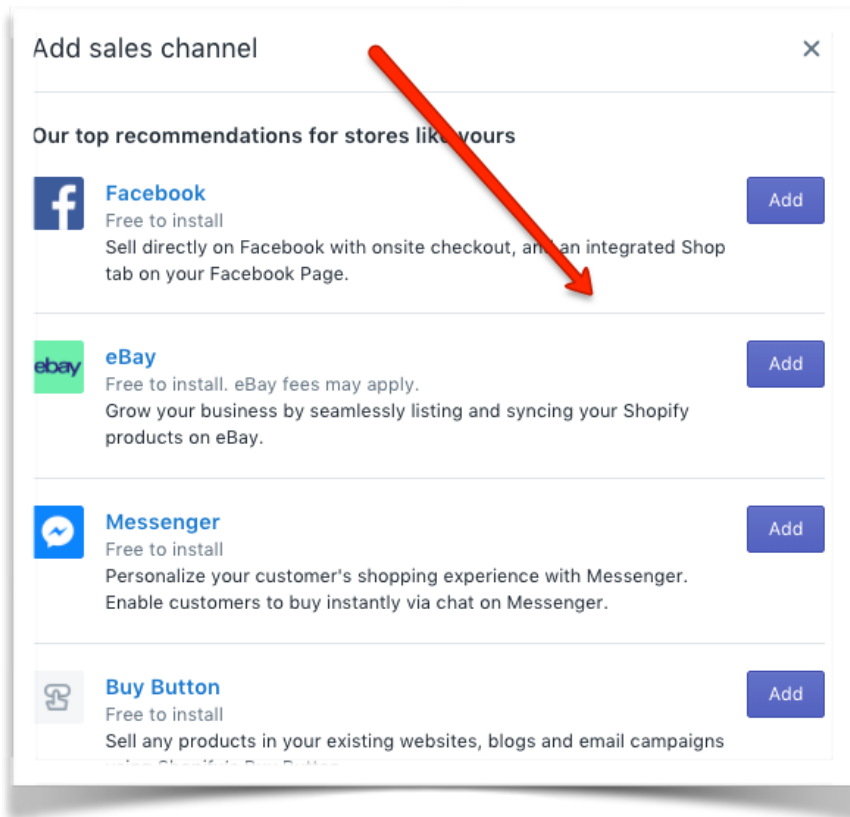 Add sales channel
Our top recommendations for stores like yours
Facebook
Add
Free to install
Sell directly on Facebook with onsite checkout, and an integrated Shop
tab on your Facebook Page.
ebay
eBay
Add
Free to install. eBay fees may apply.
Grow your business by seamlessly listing and syncing your Shopify
products on eBay.
Messenger
Add
Free to install
Personalize your customer's shopping experience with Messenger.
Enable customers to buy instantly via chat on Messenger.
Buy Button
Add
Free to install
Sell any products in your existing websites, blogs and email campaigns